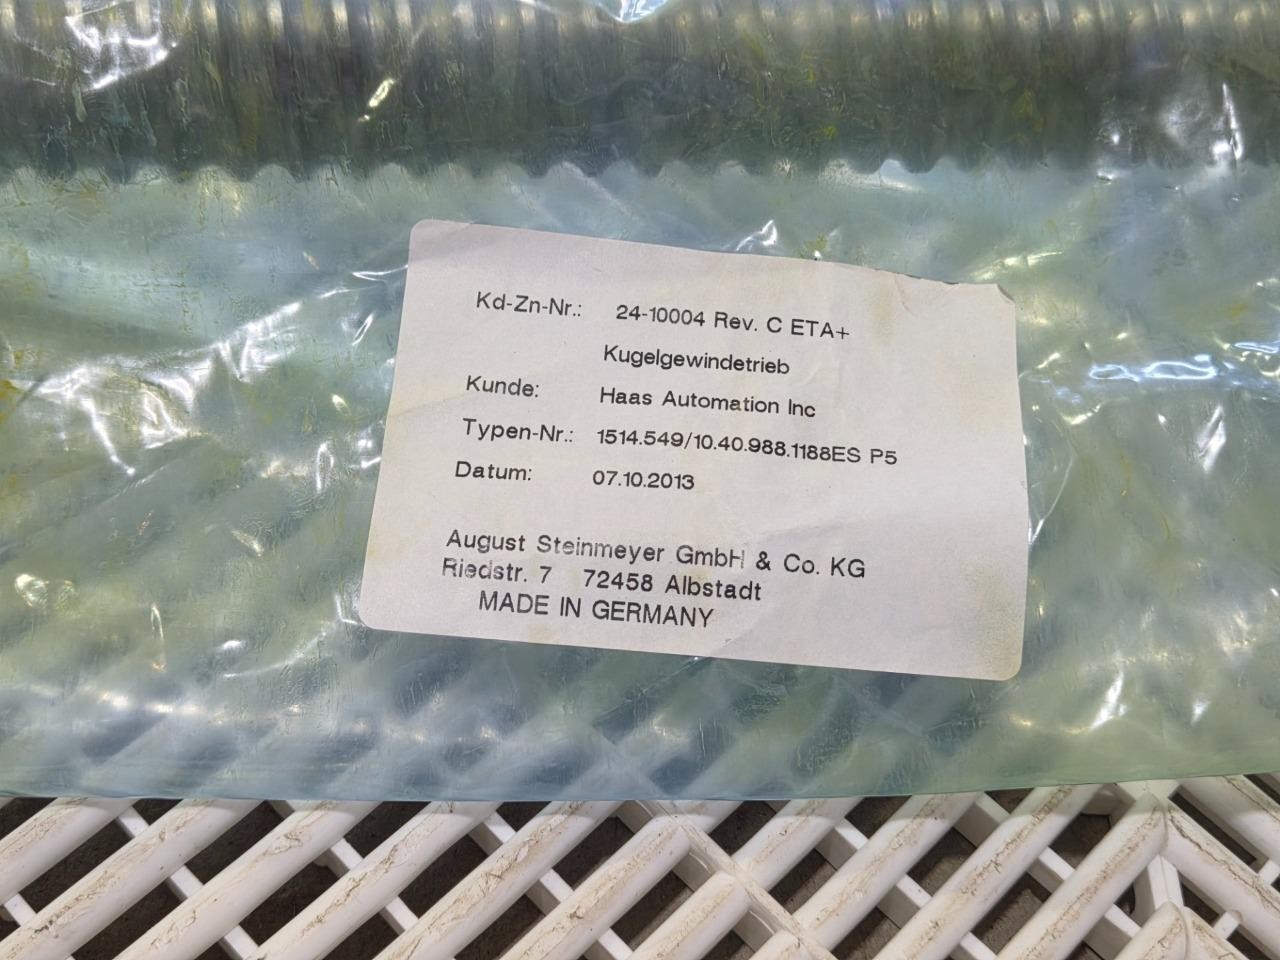 Kd-Zn-Nr.: 24-10004 Rev. C ETA+
Kugelgewindetrieb
Kunde: Haas Automation Inc
Typen-Nr.: 1514.549/10.40.988.1188ES P5
Datum: 07.10.2013
August Steinmeyer GmbH & Co. KG
Riedstr. 7 72458 Albstadt
MADE IN GERMANY